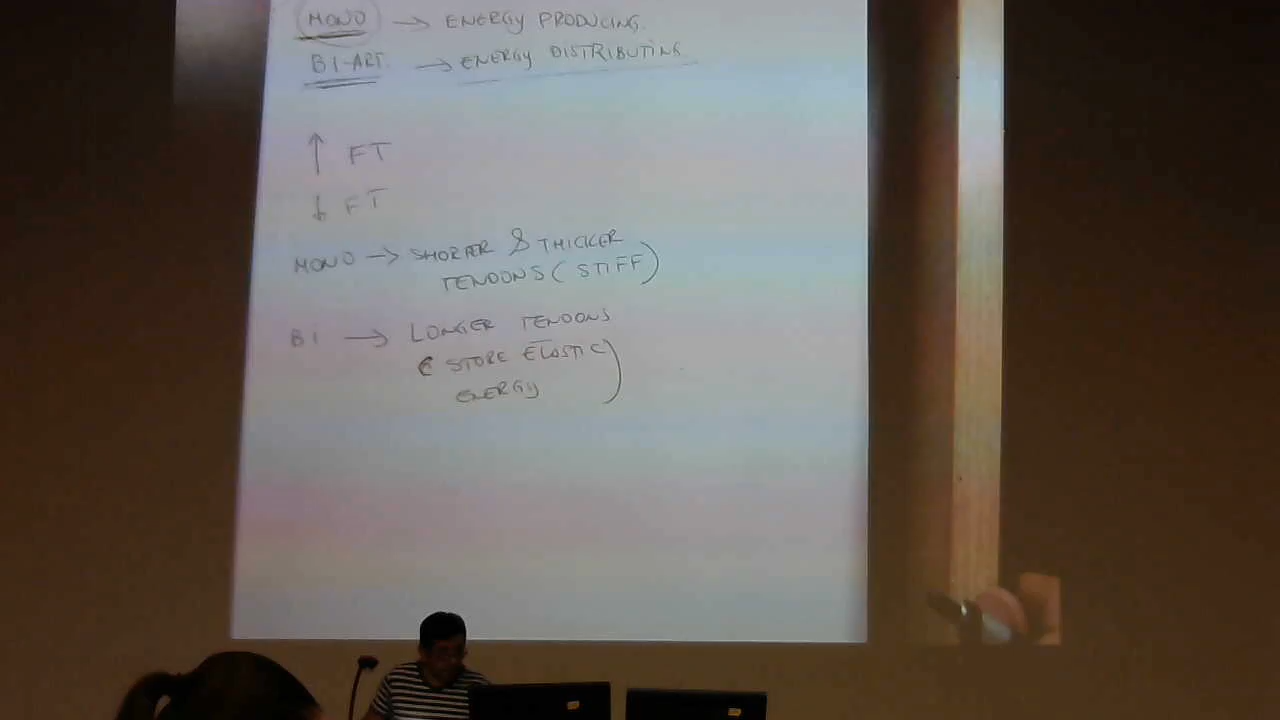 MONO → ENERGY PRODUCING.
BI-ART. → ENERGY DISTRIBUTING
↑ FT
↓ FT
MONO → SHORTER & THICKER
TENDONS (STIFF)
BI → LONGER TENDONS
( STORE ELASTIC
ENERGY )